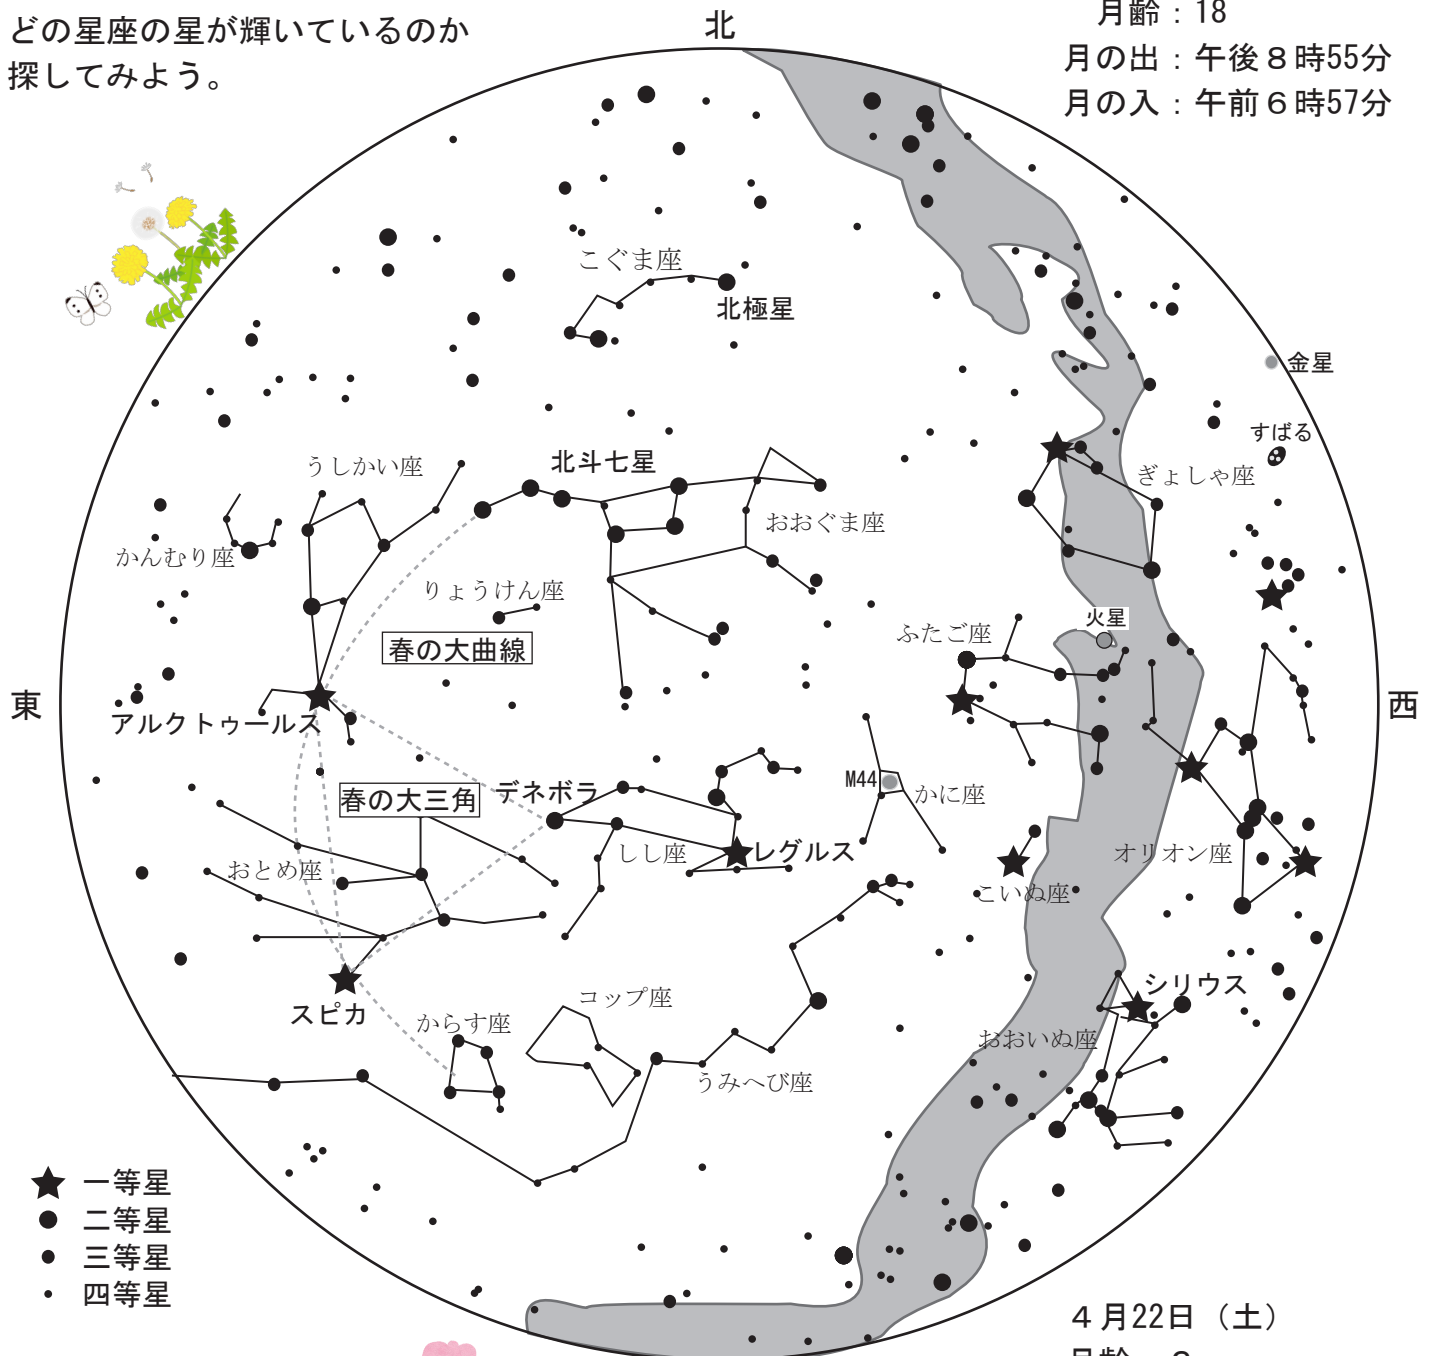 どの星座の星が輝いているのか
探してみよう。
北
月齢：18
月の出：午後８時55分
月の入：午前６時57分
こぐま座
北極星
金星
すばる
うしかい座
北斗七星
ぎょしゃ座
おおぐま座
かんむり座
りょうけん座
春の大曲線
火星
ふたご座
東
西
アルクトゥールス
春の大三角
デネボラ
M44
かに座
しし座
レグルス
オリオン座
おとめ座
こいぬ座
スピカ
コップ座
シリウス
からす座
おおいぬ座
うみへび座
一等星
二等星
三等星
四等星
４月22日（土）